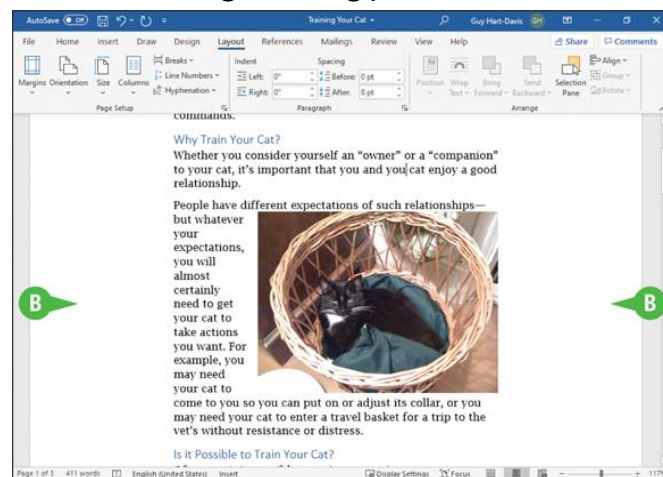 AutoSave Off Training Your Cat Guy Hart-Davis GH
File Home Insert Draw Design Layout References Mailings Review View Help Share Comments
Margins Orientation Size Columns Breaks Line Numbers Hyphenation
Indent Spacing
Left: 0" Before: 0 pt
Right: 0" After: 8 pt
Position Wrap Text Bring Forward Send Backward Selection Pane Align Group Rotate
Page Setup Paragraph Arrange
commands.
Why Train Your Cat?
Whether you consider yourself an “owner” or a “companion”
to your cat, it’s important that you and you cat enjoy a good
relationship.
People have different expectations of such relationships—
but whatever
your
expectations,
you will
almost
certainly
need to get
your cat to
take actions
you want. For
example, you
may need
your cat to
come to you so you can put on or adjust its collar, or you
may need your cat to enter a travel basket for a trip to the
vet’s without resistance or distress.
B B
Is it Possible to Train Your Cat?
Page 1 of 3 411 words English (United States) Insert Display Settings Focus 117%